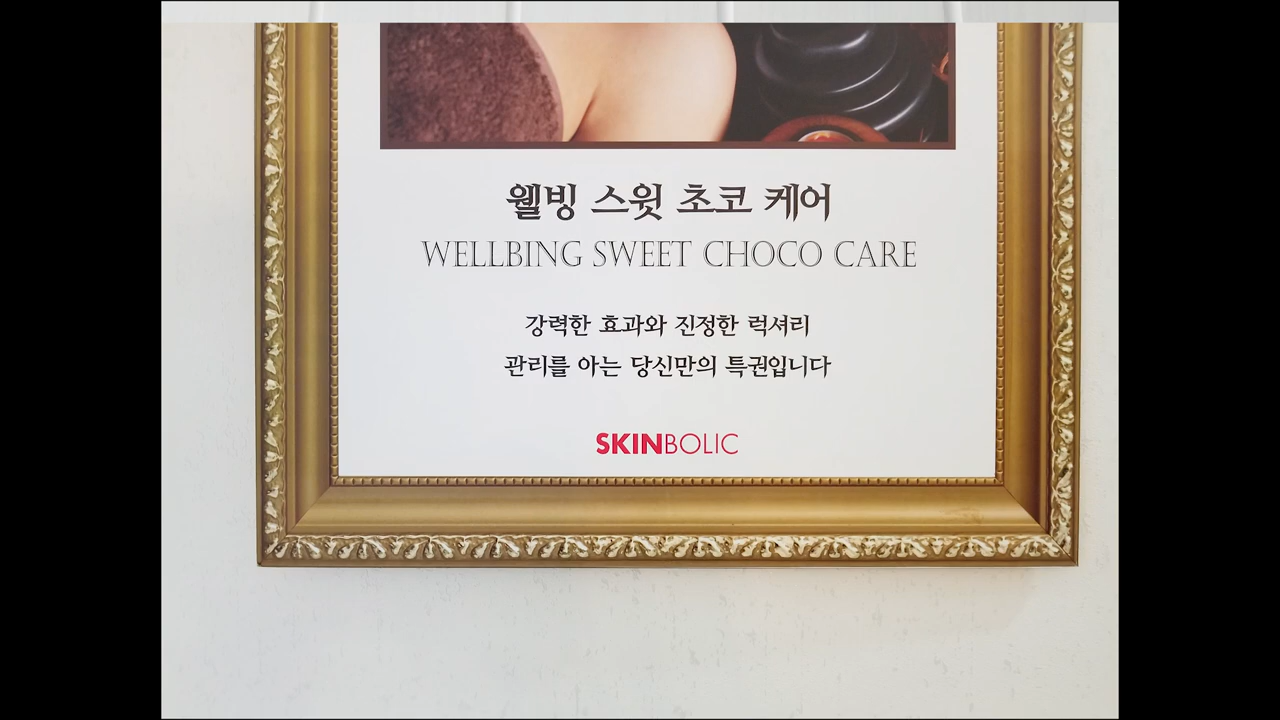 웰빙 스윗 초코 케어
WELLBING SWEET CHOCO CARE
강력한 효과와 진정한 럭셔리
관리를 아는 당신만의 특권입니다
SKINBOLIC